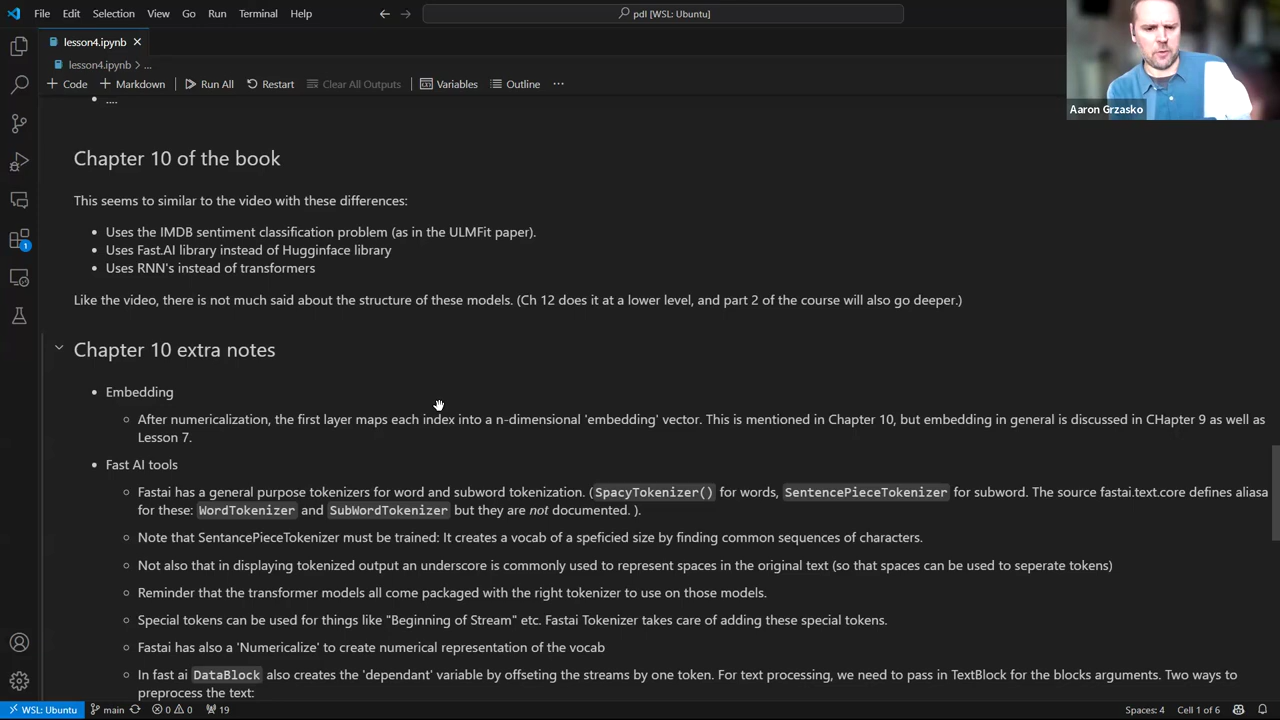 File Edit Selection View Go Run Terminal Help
pdl [WSL: Ubuntu]
lesson4.ipynb
lesson4.ipynb > ...
+ Code + Markdown Run All Restart Clear All Outputs Variables Outline ...
Aaron Grzasko
....
Chapter 10 of the book
This seems to similar to the video with these differences:
• Uses the IMDB sentiment classification problem (as in the ULMFit paper).
• Uses Fast.AI library instead of Hugginface library
• Uses RNN's instead of transformers
Like the video, there is not much said about the structure of these models. (Ch 12 does it at a lower level, and part 2 of the course will also go deeper.)
Chapter 10 extra notes
• Embedding
After numericalization, the first layer maps each index into a n-dimensional 'embedding' vector. This is mentioned in Chapter 10, but embedding in general is discussed in CHapter 9 as well as
Lesson 7.
• Fast AI tools
Fastai has a general purpose tokenizers for word and subword tokenization. (SpacyTokenizer() for words, SentencePieceTokenizer for subword. The source fastai.text.core defines aliasa
for these: WordTokenizer and SubWordTokenizer but they are not documented. ).
Note that SentancePieceTokenizer must be trained: It creates a vocab of a speficied size by finding common sequences of characters.
Not also that in displaying tokenized output an underscore is commonly used to represent spaces in the original text (so that spaces can be used to seperate tokens)
Reminder that the transformer models all come packaged with the right tokenizer to use on those models.
Special tokens can be used for things like "Beginning of Stream" etc. Fastai Tokenizer takes care of adding these special tokens.
Fastai has also a 'Numericalize' to create numerical representation of the vocab
In fast ai DataBlock also creates the 'dependant' variable by offsetting the streams by one token. For text processing, we need to pass in TextBlock for the blocks arguments. Two ways to
preprocess the text:
1
WSL: Ubuntu main 0 0 19 Spaces: 4 Cell 1 of 6